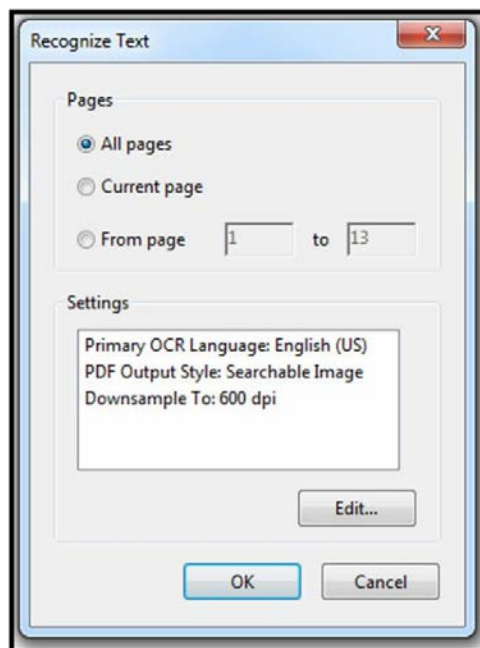 Recognize Text
Pages
All pages
Current page
From page 1 to 13
Settings
Primary OCR Language: English (US)
PDF Output Style: Searchable Image
Downsample To: 600 dpi
Edit...
OK Cancel